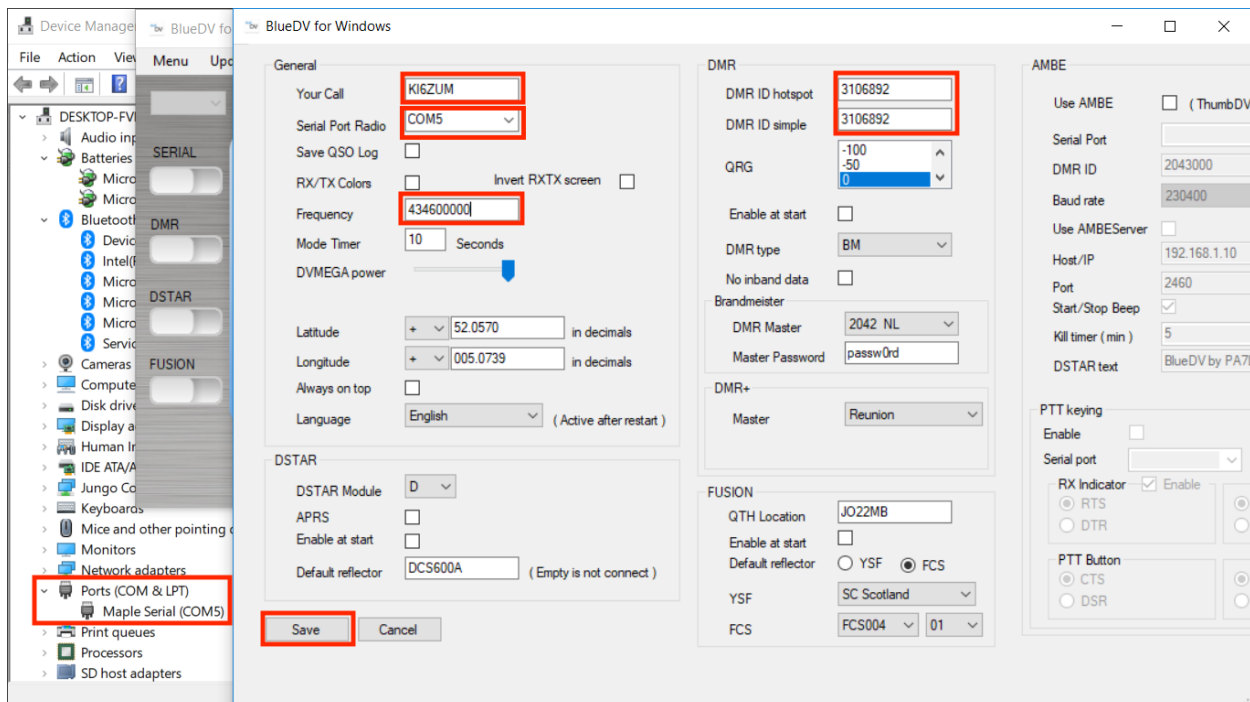 Device Manager
File Action View
DESKTOP-FV
Audio inp
Batteries
Micro
Micro
Bluetooth
Devic
Intel(R
Micro
Micro
Micro
Servic
Cameras
Compute
Disk drive
Display a
Human In
IDE ATA/A
Jungo Co
Keyboards
Mice and other pointing d
Monitors
Network adapters
Ports (COM & LPT)
Maple Serial (COM5)
Print queues
Processors
SD host adapters
BlueDV fo
Menu Upd
SERIAL
DMR
DSTAR
FUSION
BlueDV for Windows
General
Your Call KI6ZUM
Serial Port Radio COM5
Save QSO Log
RX/TX Colors Invert RXTX screen
Frequency 434600000
Mode Timer 10 Seconds
DVMEGA power
Latitude + 52.0570 in decimals
Longitude + 005.0739 in decimals
Always on top
Language English ( Active after restart )
DSTAR
DSTAR Module D
APRS
Enable at start
Default reflector DCS600A ( Empty is not connect )
Save Cancel
DMR
DMR ID hotspot 3106892
DMR ID simple 3106892
QRG -100
-50
0
Enable at start
DMR type BM
No inband data
Brandmeister
DMR Master 2042 NL
Master Password passw0rd
DMR+
Master Reunion
FUSION
QTH Location JO22MB
Enable at start
Default reflector YSF FCS
YSF SC Scotland
FCS FCS004 01
AMBE
Use AMBE ( ThumbDV
Serial Port
DMR ID 2043000
Baud rate 230400
Use AMBEServer
Host/IP 192.168.1.10
Port 2460
Start/Stop Beep
Kill timer ( min ) 5
DSTAR text BlueDV by PA7
PTT keying
Enable
Serial port
RX Indicator Enable
RTS
DTR
PTT Button
CTS
DSR